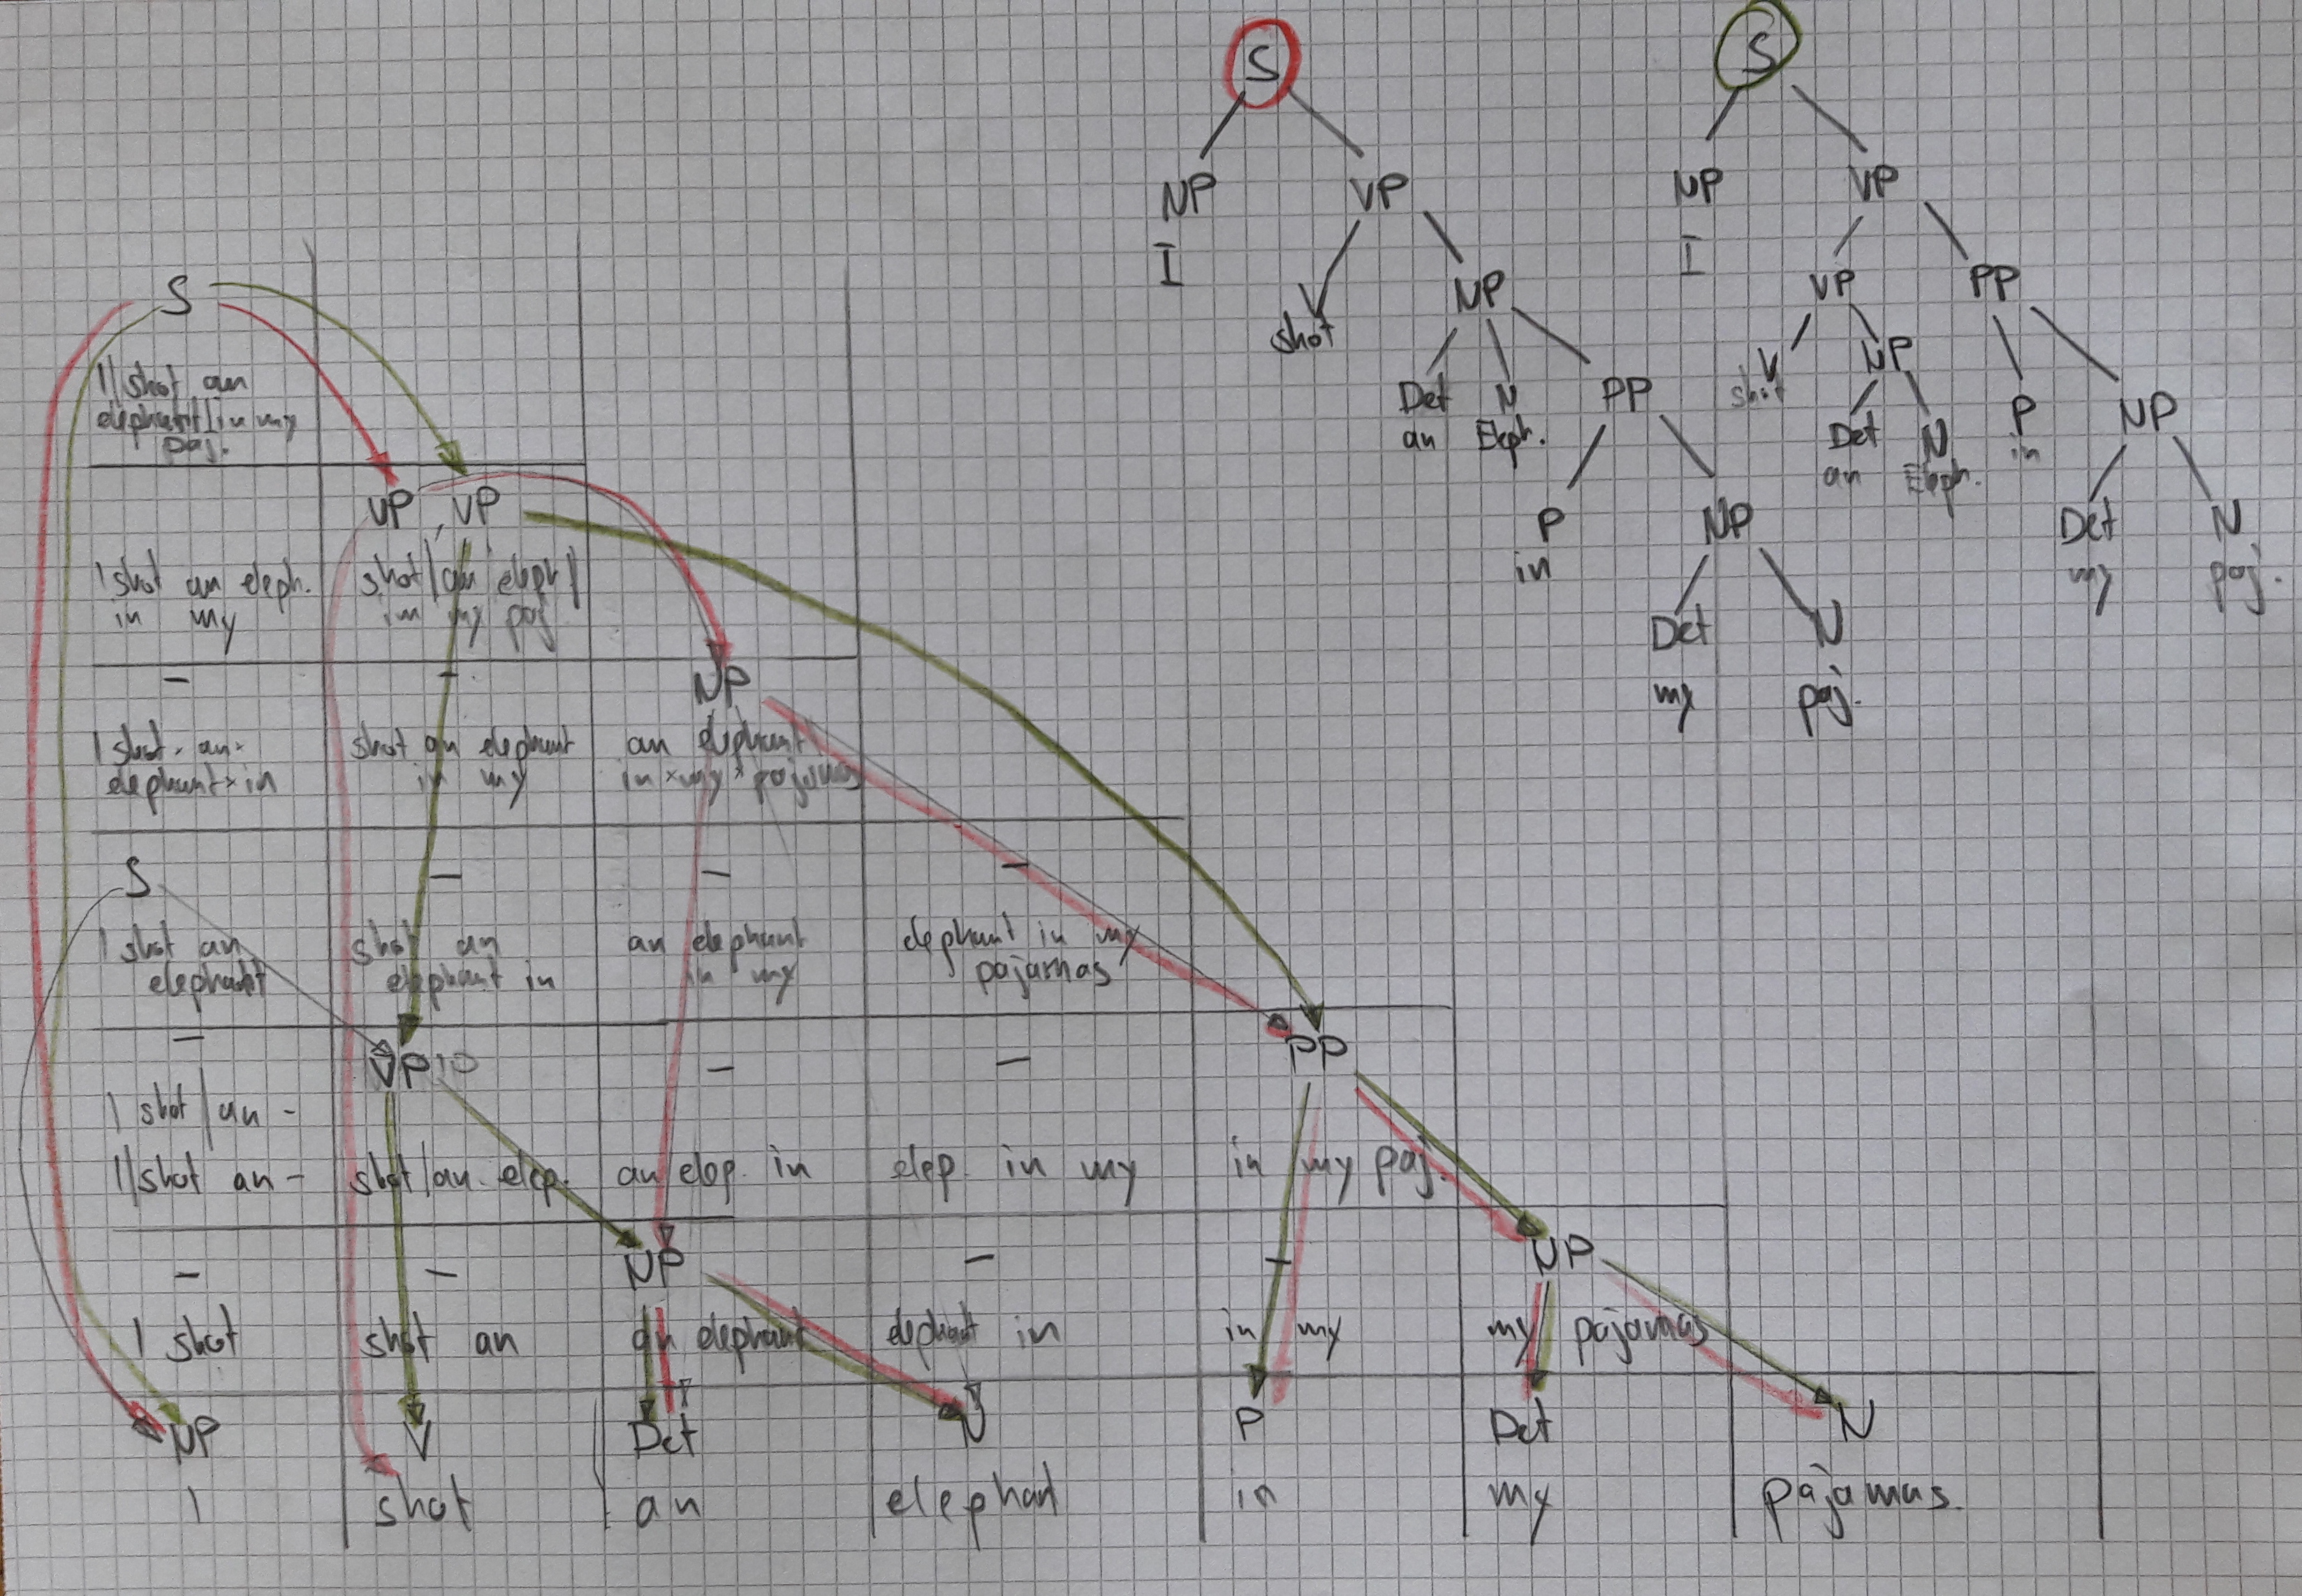 S
S
NP VP
I
V NP
shot
Det N PP
an Eleph.
P NP
in
Det N
my paj.
NP VP
I
VP PP
V NP
shot
Det N
an Eleph.
P NP
in
Det N
my paj.
S
I/shot an
elephant/in my
paj.
VP, VP
I shot an eleph.
in my
shot/an eleph/
in my paj
- - NP
I shot an
elephant in
shot an elephant
in my
an elephant
in my pajamas
S - - -
I shot an
elephant
shot an
elephant in
an elephant
in my
elephant in my
pajamas
- VP - - PP
I shot/an -
I/shot an - shot/an elep. an/elep. in elep. in my in/my paj.
- - NP - - NP
I shot shot an an elephant elephant in in my my pajamas
NP V Det N P Det N
I shot an elephant in my pajamas.